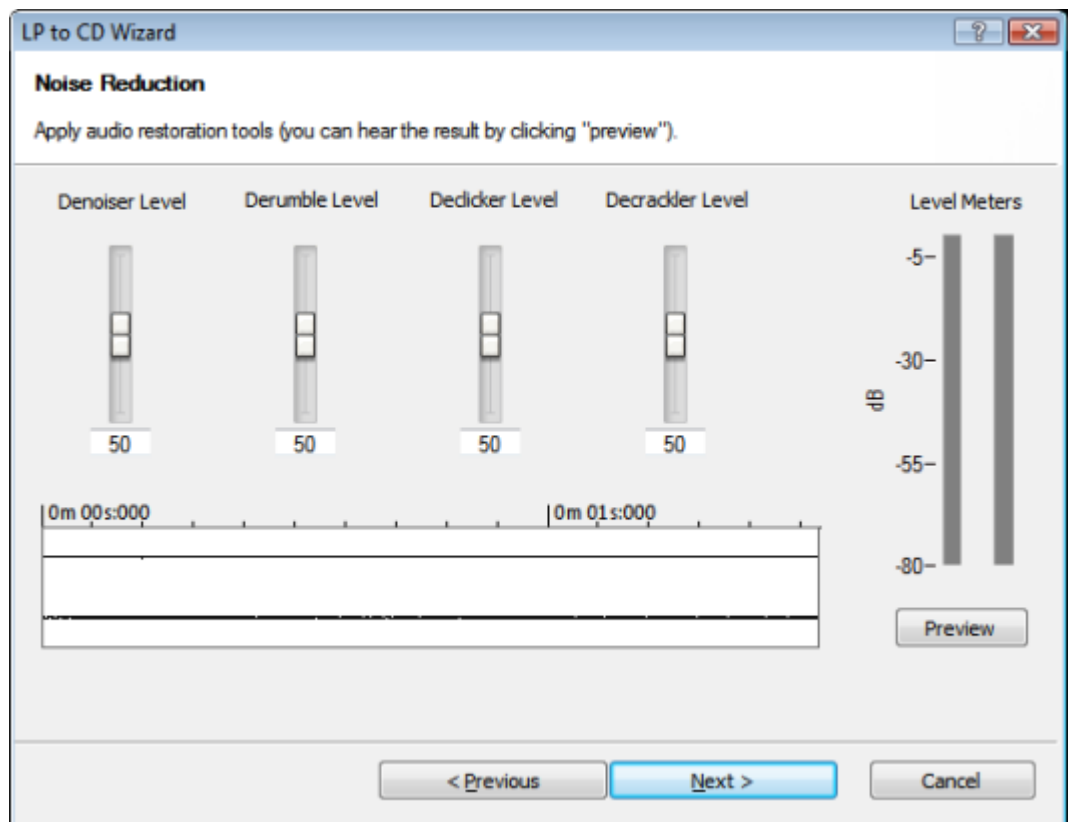 LP to CD Wizard
?
Noise Reduction
Apply audio restoration tools (you can hear the result by clicking "preview").
Denoiser Level Derumble Level Declicker Level Decrackler Level Level Meters
-5
-30
dB
50 50 50 50
-55
0m 00s:000 0m 01s:000
-80
Preview
< Previous Next > Cancel